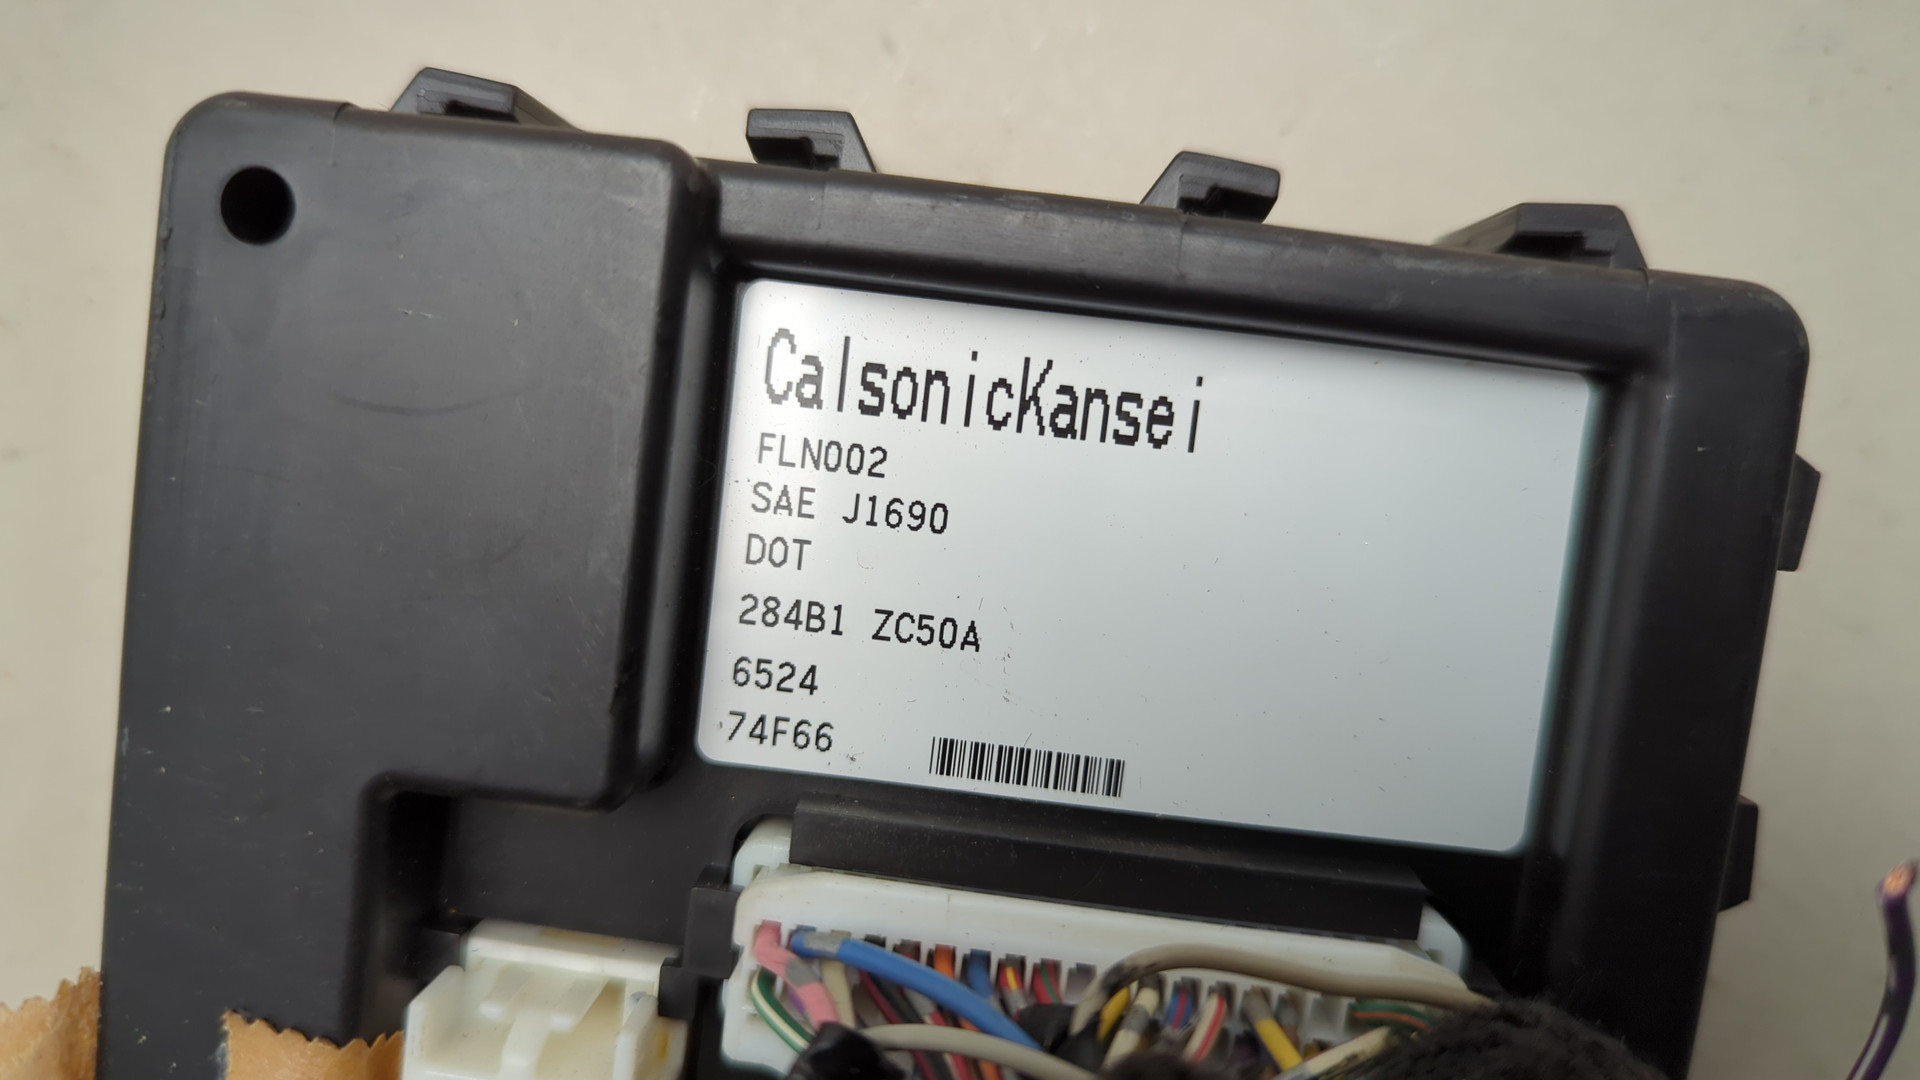 CalsonicKansei
FLN002
SAE J1690
DOT
284B1 ZC50A
6524
74F66